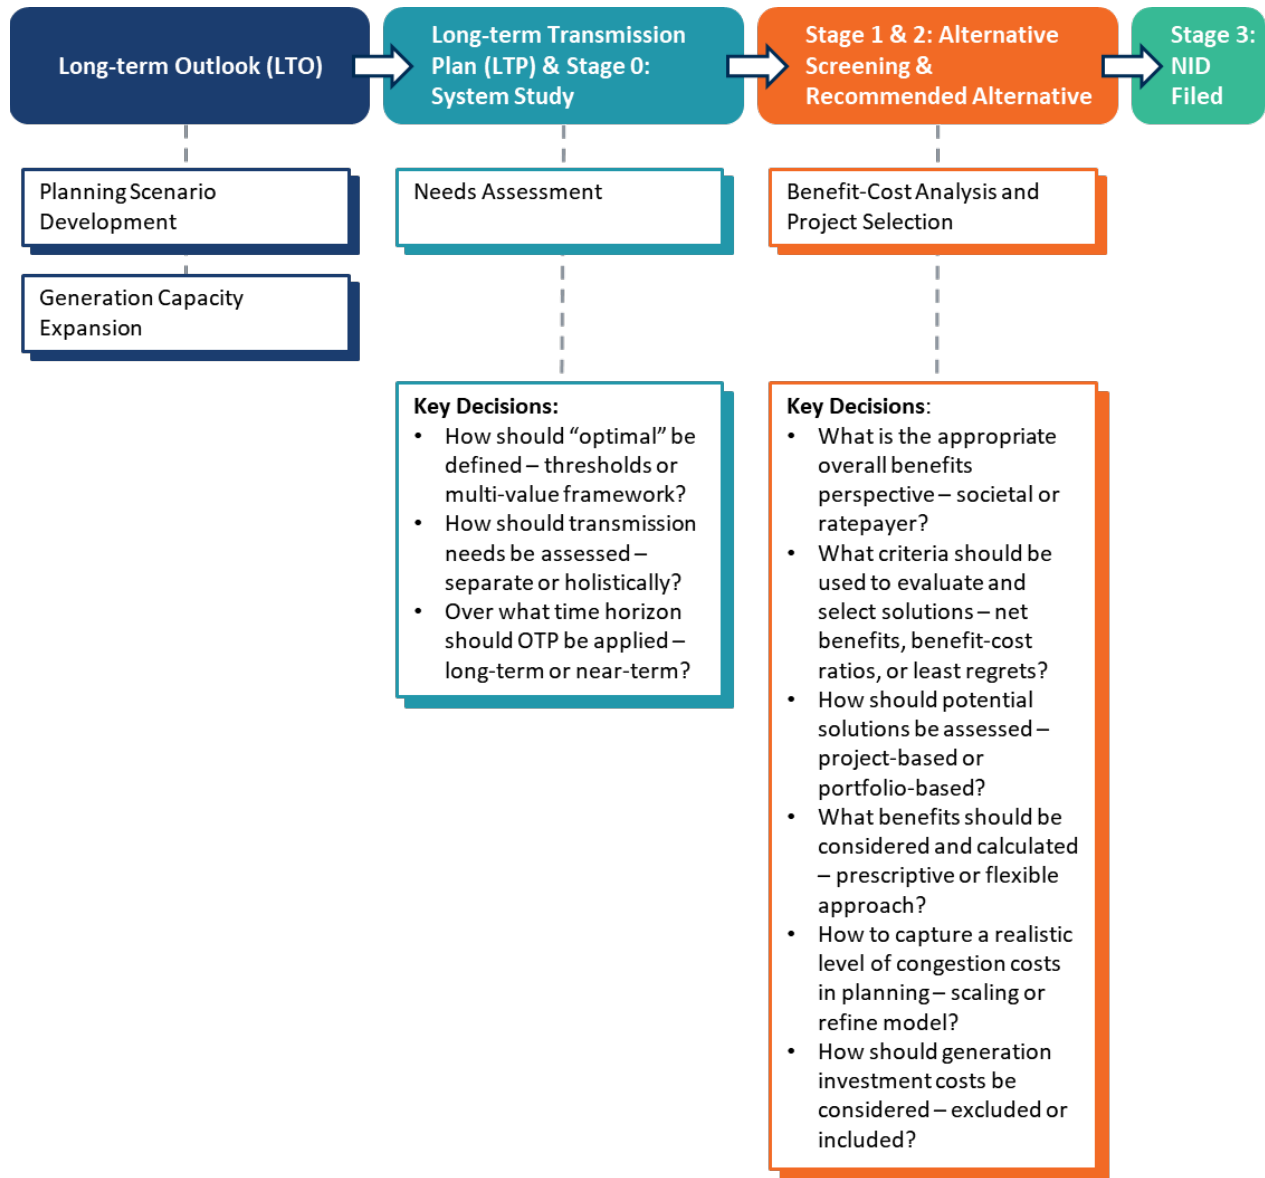 Long-term Outlook (LTO)
Long-term Transmission
Plan (LTP) & Stage 0:
System Study
Stage 1 & 2: Alternative
Screening &
Recommended Alternative
Stage 3:
NID
Filed
Planning Scenario
Development
Generation Capacity
Expansion
Needs Assessment
Key Decisions:
• How should “optimal” be
defined – thresholds or
multi-value framework?
• How should transmission
needs be assessed –
separate or holistically?
• Over what time horizon
should OTP be applied –
long-term or near-term?
Benefit-Cost Analysis and
Project Selection
Key Decisions:
• What is the appropriate
overall benefits
perspective – societal or
ratepayer?
• What criteria should be
used to evaluate and
select solutions – net
benefits, benefit-cost
ratios, or least regrets?
• How should potential
solutions be assessed –
project-based or
portfolio-based?
• What benefits should be
considered and calculated
– prescriptive or flexible
approach?
• How to capture a realistic
level of congestion costs
in planning – scaling or
refine model?
• How should generation
investment costs be
considered – excluded or
included?